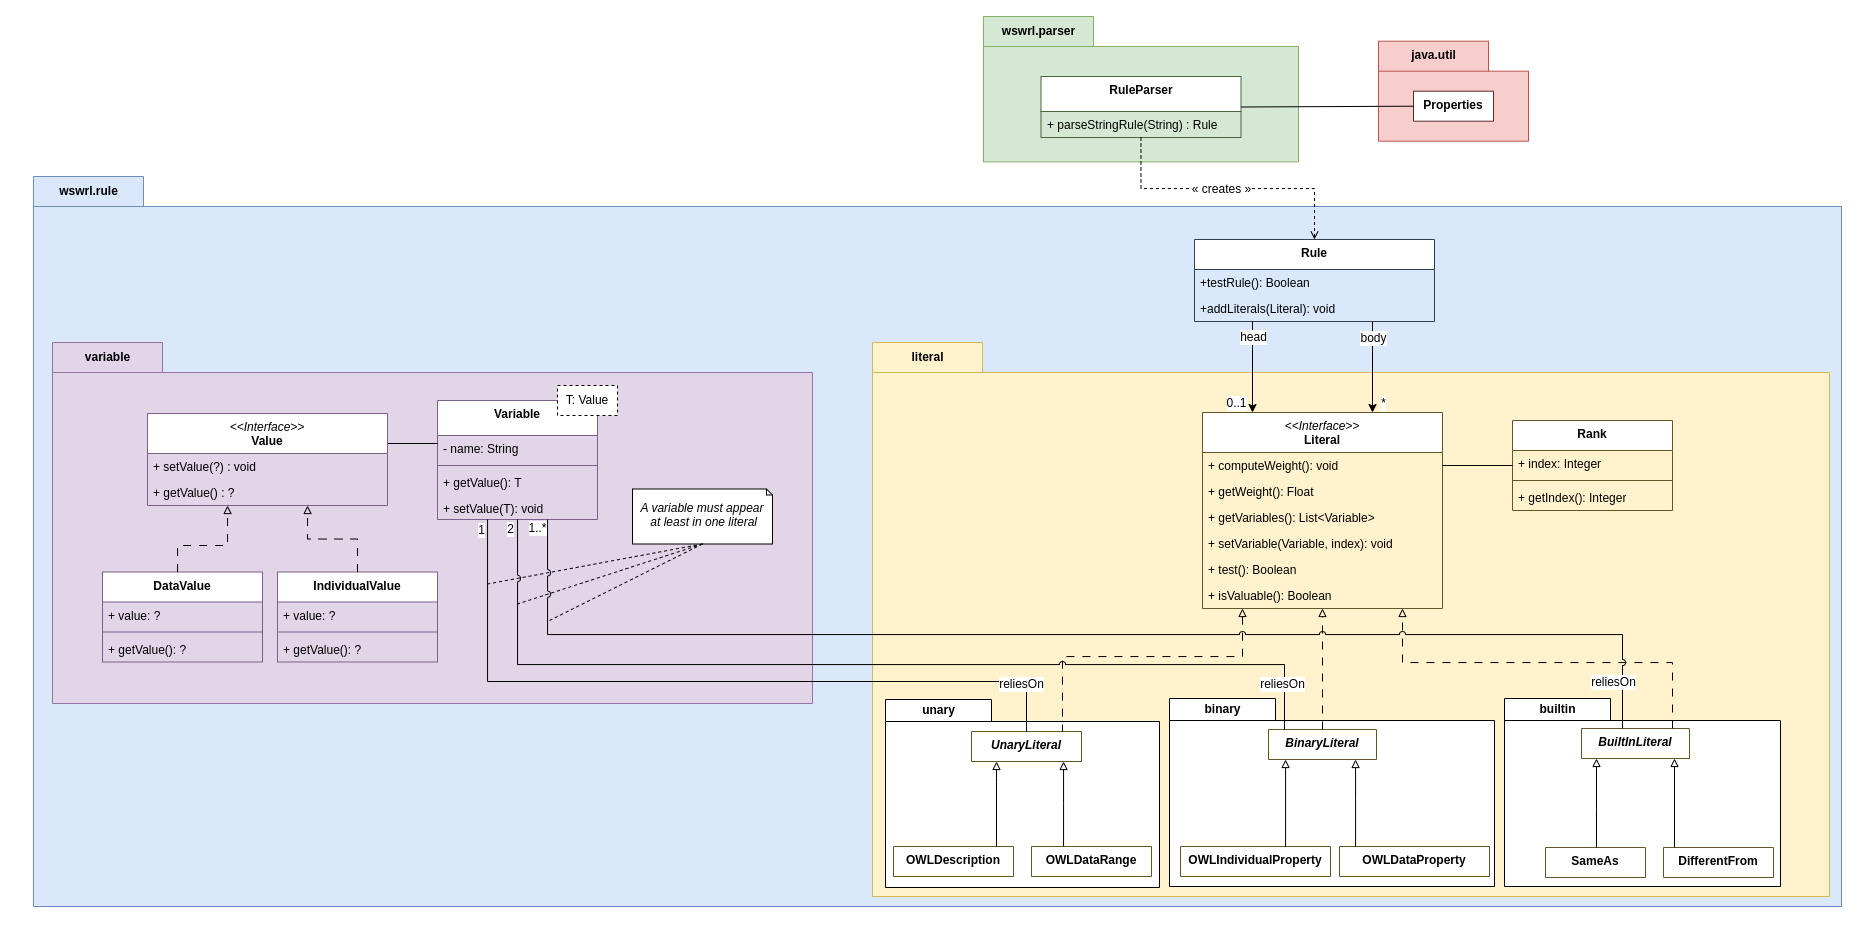 wswrl.parser
RuleParser
+ parseStringRule(String) : Rule
java.util
Properties
« creates »
wswrl.rule
Rule
+testRule(): Boolean
+addLiterals(Literal): void
head
body
0..1
*
variable
<<Interface>>
Value
+ setValue(?) : void
+ getValue() : ?
T: Value
Variable
- name: String
+ getValue(): T
+ setValue(T): void
1
2
1..*
A variable must appear
at least in one literal
DataValue
+ value: ?
+ getValue(): ?
IndividualValue
+ value: ?
+ getValue(): ?
literal
<<Interface>>
Literal
+ computeWeight(): void
+ getWeight(): Float
+ getVariables(): List<Variable>
+ setVariable(Variable, index): void
+ test(): Boolean
+ isValuable(): Boolean
Rank
+ index: Integer
+ getIndex(): Integer
reliesOn
reliesOn
reliesOn
unary
UnaryLiteral
OWLDescription
OWLDataRange
binary
BinaryLiteral
OWLIndividualProperty
OWLDataProperty
builtin
BuiltInLiteral
SameAs
DifferentFrom